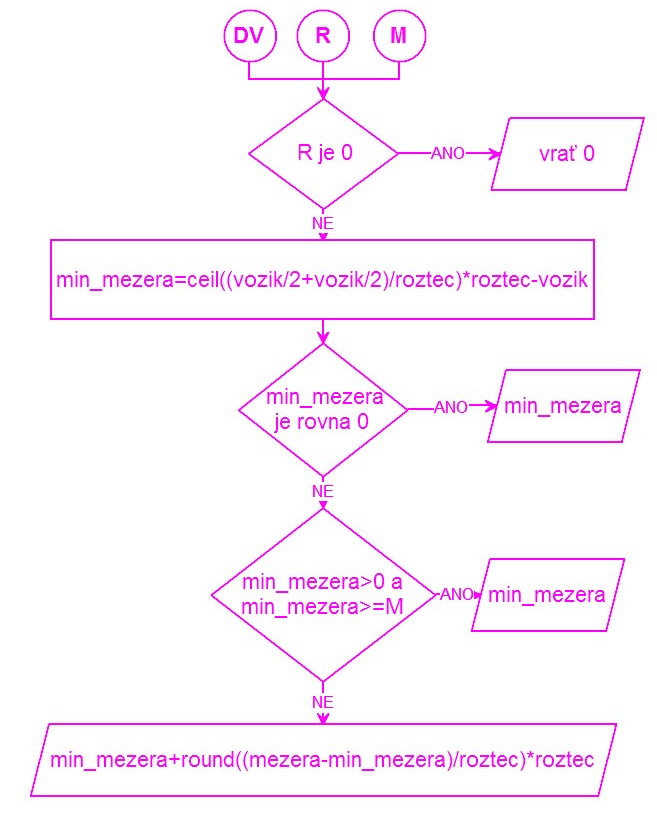 DV
R
M
R je 0
ANO
vrať 0
NE
min_mezera=ceil((vozik/2+vozik/2)/roztec)*roztec-vozik
min_mezera
je rovna 0
ANO
min_mezera
NE
min_mezera>0 a
min_mezera>=M
ANO
min_mezera
NE
min_mezera+round((mezera-min_mezera)/roztec)*roztec